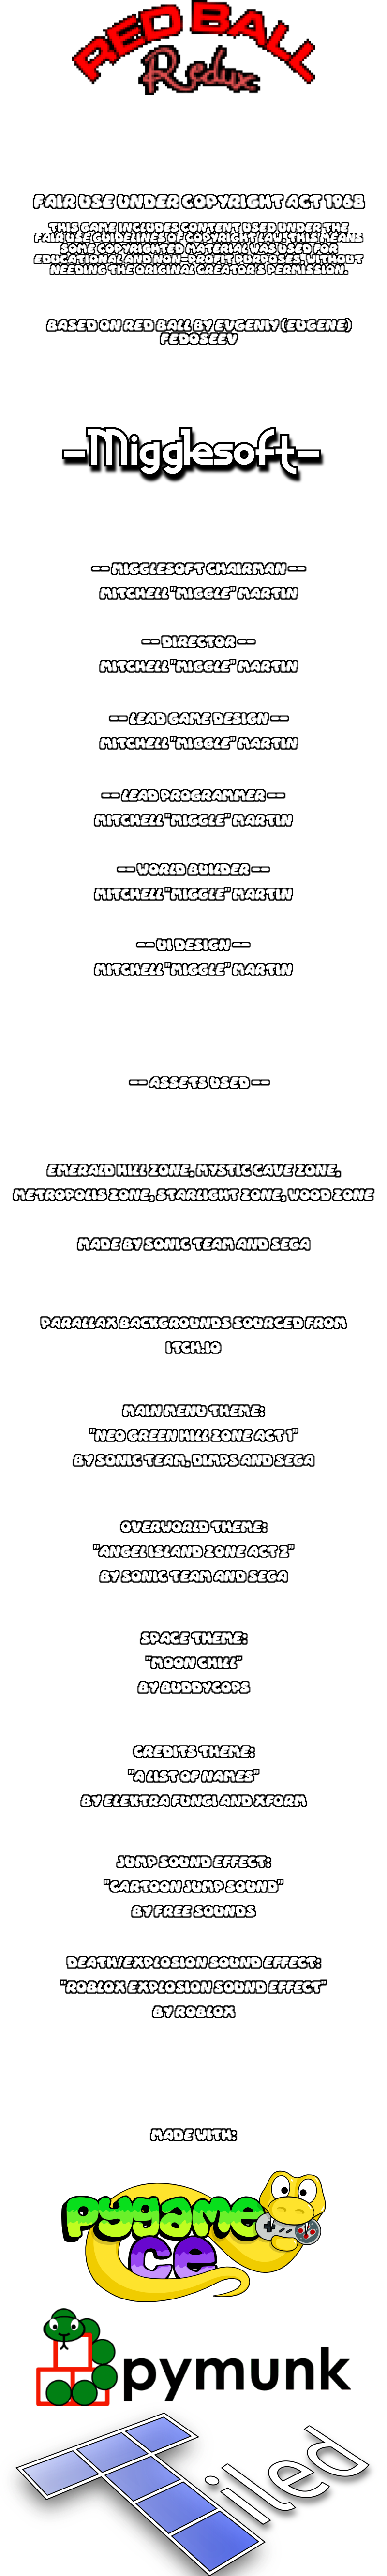 RED BALL
Redux
FAIR USE UNDER COPYRIGHT ACT 1968
THIS GAME INCLUDES CONTENT USED UNDER THE
FAIR USE GUIDELINES OF COPYRIGHT LAW. THIS MEANS
SOME COPYRIGHTED MATERIAL WAS USED FOR
EDUCATIONAL AND NON-PROFIT PURPOSES, WITHOUT
NEEDING THE ORIGINAL CREATOR'S PERMISSION.
BASED ON RED BALL BY EVGENIY (EUGENE)
FEDOSEEV
-Migglesoft-
-- MIGGLESOFT CHAIRMAN --
MITCHELL "MIGGLE" MARTIN
-- DIRECTOR --
MITCHELL "MIGGLE" MARTIN
-- LEAD GAME DESIGN --
MITCHELL "MIGGLE" MARTIN
-- LEAD PROGRAMMER --
MITCHELL "MIGGLE" MARTIN
-- WORLD BUILDER --
MITCHELL "MIGGLE" MARTIN
-- UI DESIGN --
MITCHELL "MIGGLE" MARTIN
-- ASSETS USED --
EMERALD HILL ZONE, MYSTIC CAVE ZONE,
METROPOLIS ZONE, STARLIGHT ZONE, WOOD ZONE
MADE BY SONIC TEAM AND SEGA
PARALLAX BACKGROUNDS SOURCED FROM
ITCH.IO
MAIN MENU THEME:
"NEO GREEN HILL ZONE ACT 1"
BY SONIC TEAM, DIMPS AND SEGA
OVERWORLD THEME:
"ANGEL ISLAND ZONE ACT 2"
BY SONIC TEAM AND SEGA
SPACE THEME:
"MOON CHILL"
BY BUDDYCOPS
CREDITS THEME:
"A LIST OF NAMES"
BY ELEKTRA FUNGI AND XFORM
JUMP SOUND EFFECT:
"CARTOON JUMP SOUND"
BY FREE SOUNDS
DEATH/EXPLOSION SOUND EFFECT:
"ROBLOX EXPLOSION SOUND EFFECT"
BY ROBLOX
MADE WITH:
pygame
ce
pymunk
Tiled